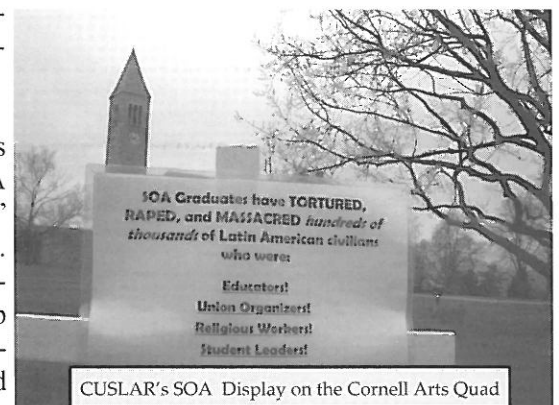 SOA Graduates have TORTURED,
RAPED, and MASSACRED hundreds of
thousands of Latin American civilians
who were:
Educators!
Union Organizers!
Religious Workers!
Student Leaders!
CUSLAR's SOA Display on the Cornell Arts Quad